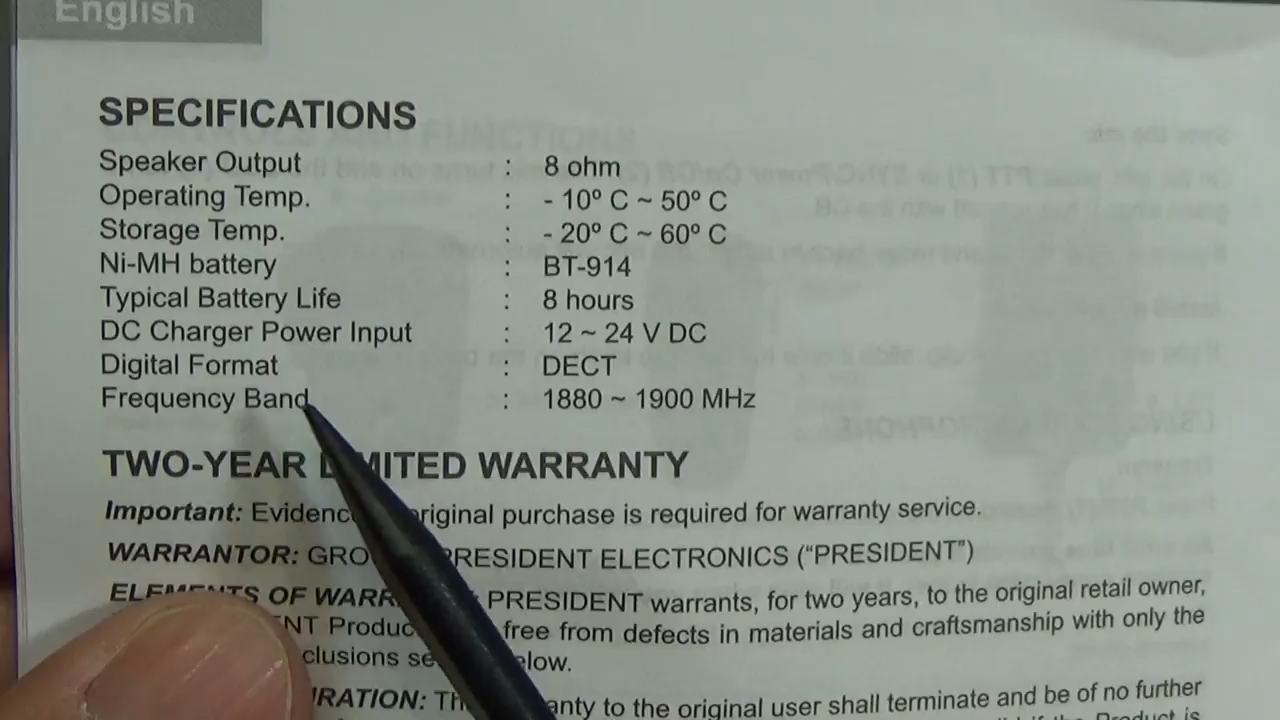 English
SPECIFICATIONS
Speaker Output : 8 ohm
Operating Temp. : - 10º C ~ 50º C
Storage Temp. : - 20º C ~ 60º C
Ni-MH battery : BT-914
Typical Battery Life : 8 hours
DC Charger Power Input : 12 ~ 24 V DC
Digital Format : DECT
Frequency Band : 1880 ~ 1900 MHz
TWO-YEAR LIMITED WARRANTY
Important: Evidence original purchase is required for warranty service.
WARRANTOR: PRESIDENT ELECTRONICS (“PRESIDENT”)
ELEMENTS OF PRESIDENT warrants, for two years, to the original retail owner,
free from defects in materials and craftsmanship with only the
below.
to the original user shall terminate and be of no further